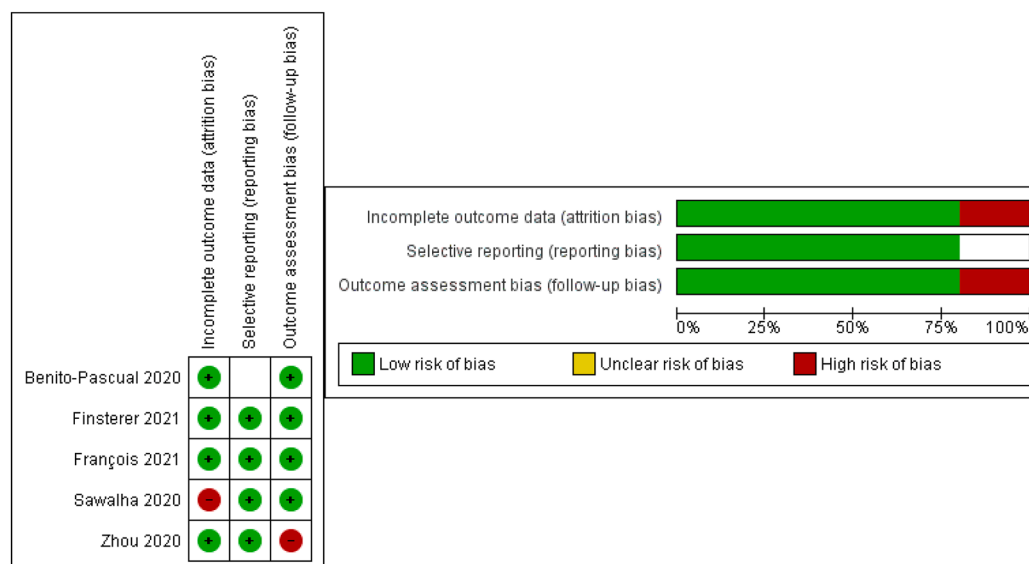 Incomplete outcome data (attrition bias)
Selective reporting (reporting bias)
Outcome assessment bias (follow-up bias)
Benito-Pascual 2020
+
+
Finsterer 2021
+
+
+
François 2021
+
+
+
Sawalha 2020
-
+
+
Zhou 2020
+
+
-
Incomplete outcome data (attrition bias)
Selective reporting (reporting bias)
Outcome assessment bias (follow-up bias)
0%
25%
50%
75%
100%
Low risk of bias
Unclear risk of bias
High risk of bias